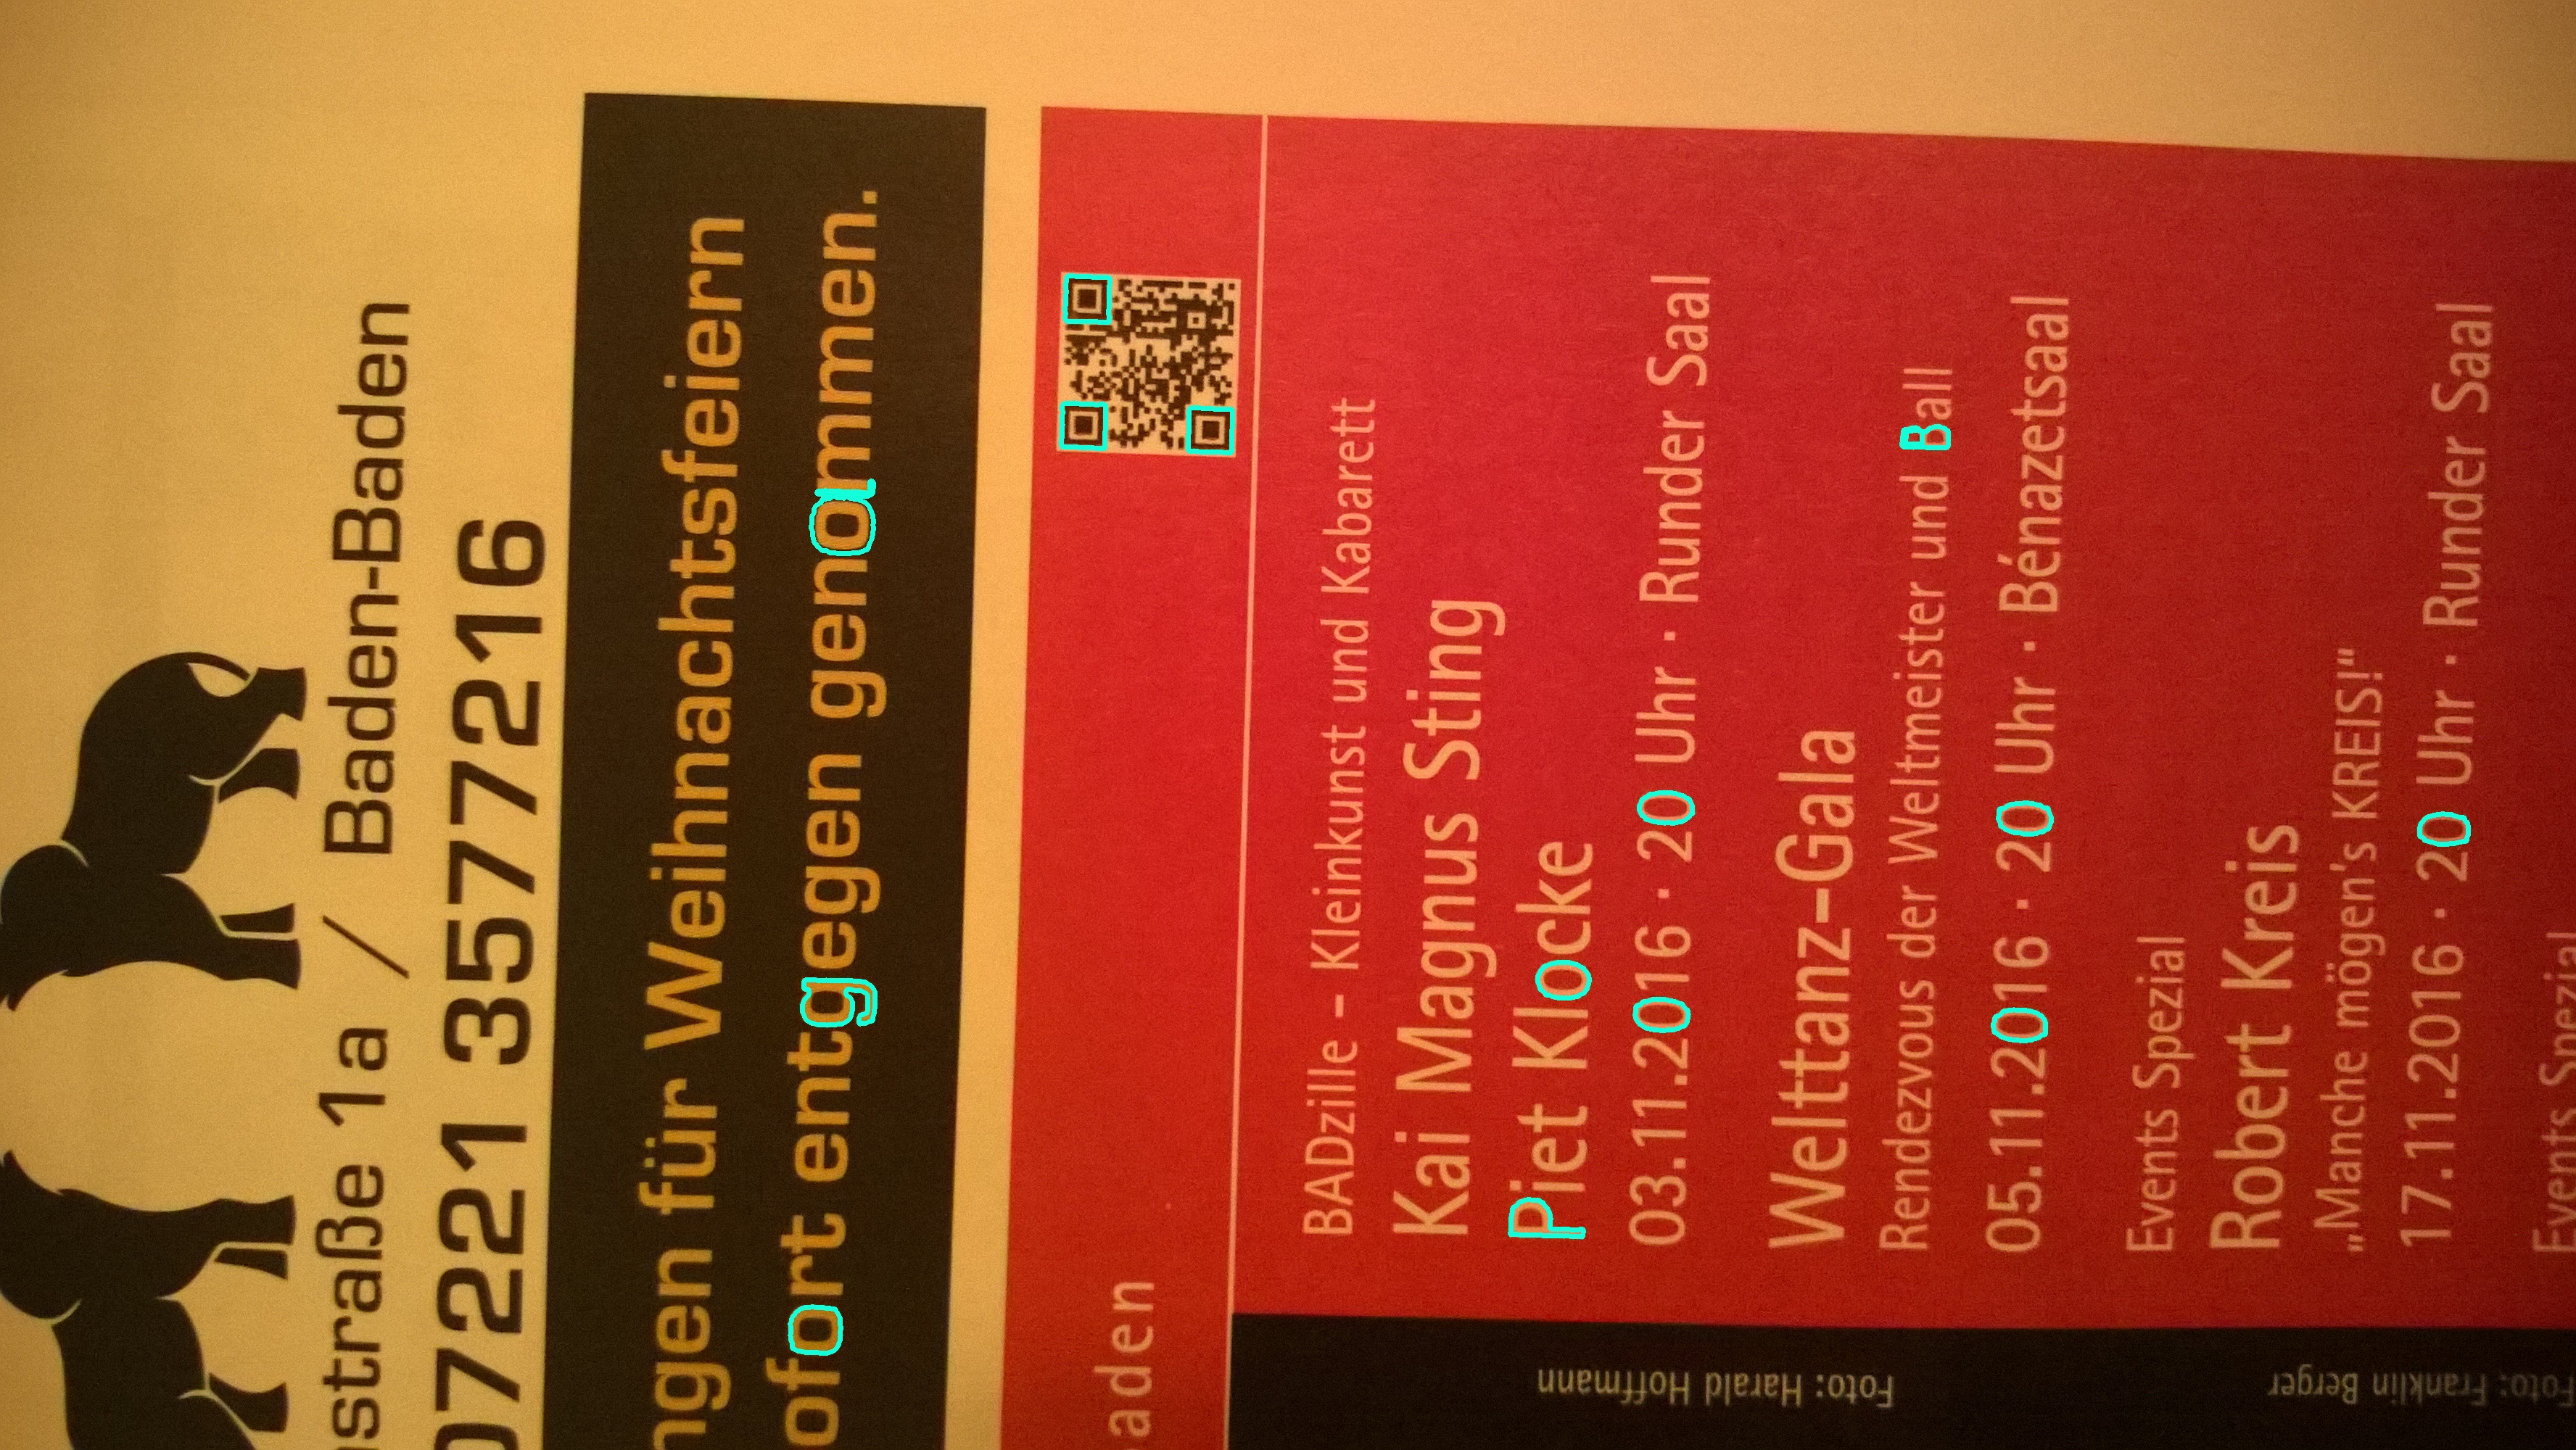 straße 1a / Baden-Baden
07221 3577216
ngen für Weihnachtsfeiern
ofort entgegen genommen.
aden
BADzille – Kleinkunst und Kabarett
Kai Magnus Sting
Piet Klocke
03.11.2016 · 20 Uhr · Runder Saal
Welttanz-Gala
Rendezvous der Weltmeister und Ball
05.11.2016 · 20 Uhr · Bénazetsaal
Events Spezial
Robert Kreis
„Manche mögen's KREIS!“
17.11.2016 · 20 Uhr · Runder Saal
Events Spezial
Foto: Harald Hoffmann
Foto: Franklin Berger